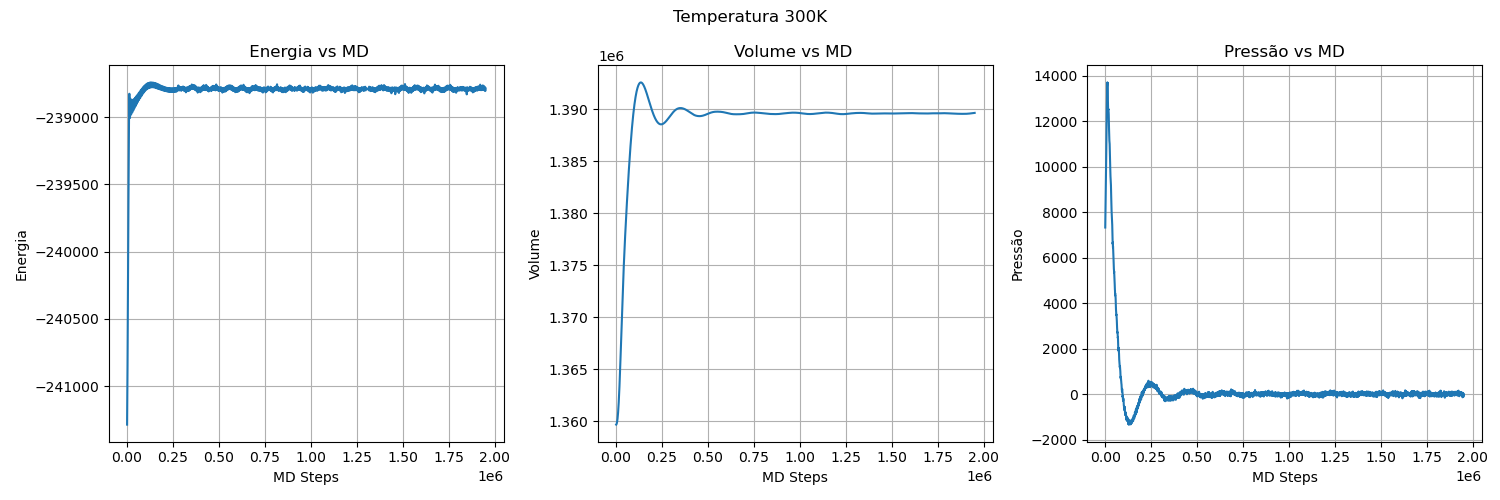 Temperatura 300K
Energia vs MD
Energia
−239000
−239500
−240000
−240500
−241000
0.00 0.25 0.50 0.75 1.00 1.25 1.50 1.75 2.00
MD Steps
1e6
Volume vs MD
1e6
Volume
1.390
1.385
1.380
1.375
1.370
1.365
1.360
0.00 0.25 0.50 0.75 1.00 1.25 1.50 1.75 2.00
MD Steps
1e6
Pressão vs MD
Pressão
14000
12000
10000
8000
6000
4000
2000
0
−2000
0.00 0.25 0.50 0.75 1.00 1.25 1.50 1.75 2.00
MD Steps
1e6